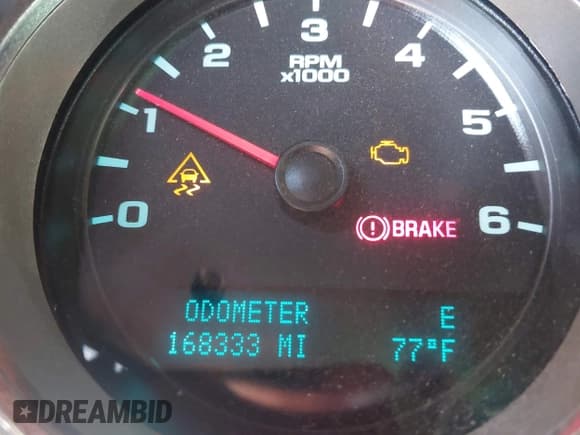 3
2
4
RPM
x1000
1
5
0
6
(!) BRAKE
ODOMETER E
168333 MI 77°F
DREAMBID